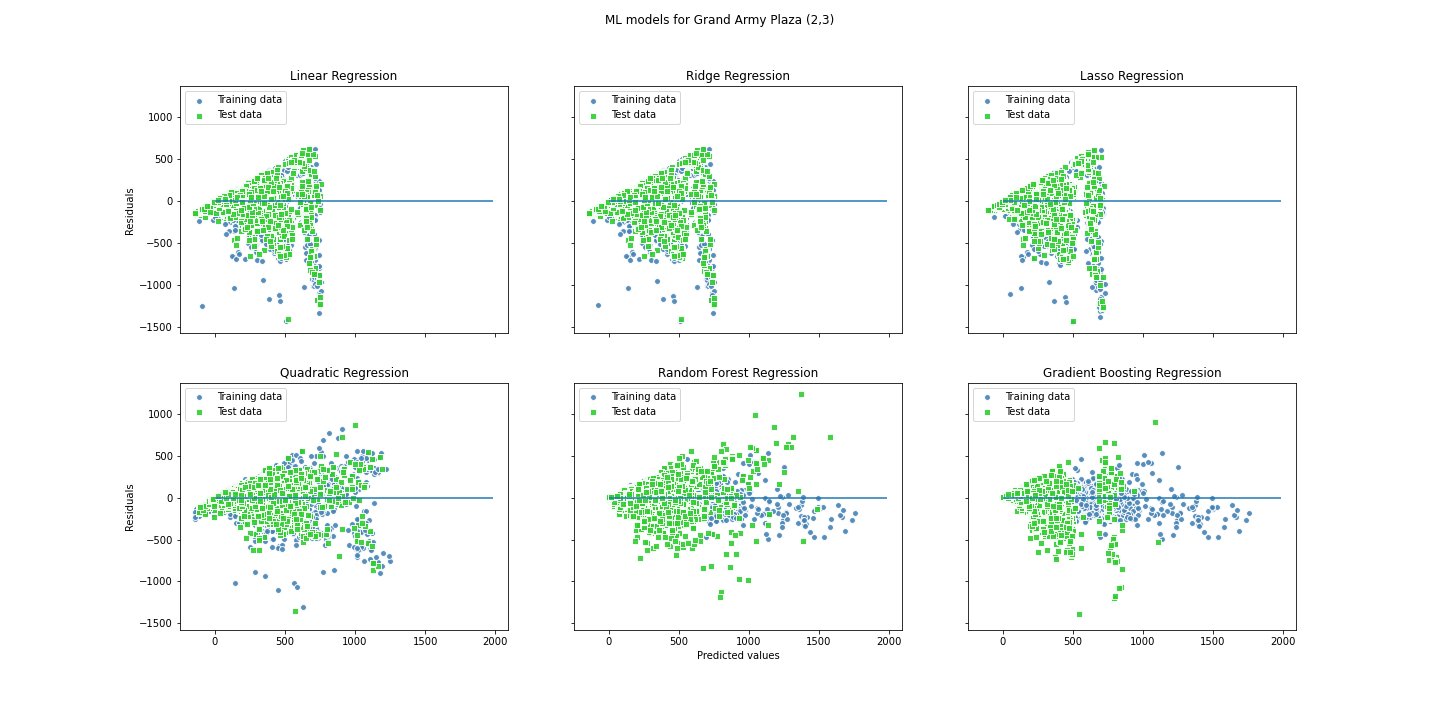 ML models for Grand Army Plaza (2,3)
Linear Regression
Training data
Test data
1000
500
0
−500
−1000
−1500
Residuals
Ridge Regression
Training data
Test data
Lasso Regression
Training data
Test data
Quadratic Regression
Training data
Test data
1000
500
0
−500
−1000
−1500
Residuals
0 500 1000 1500 2000
Random Forest Regression
Training data
Test data
0 500 1000 1500 2000
Predicted values
Gradient Boosting Regression
Training data
Test data
0 500 1000 1500 2000